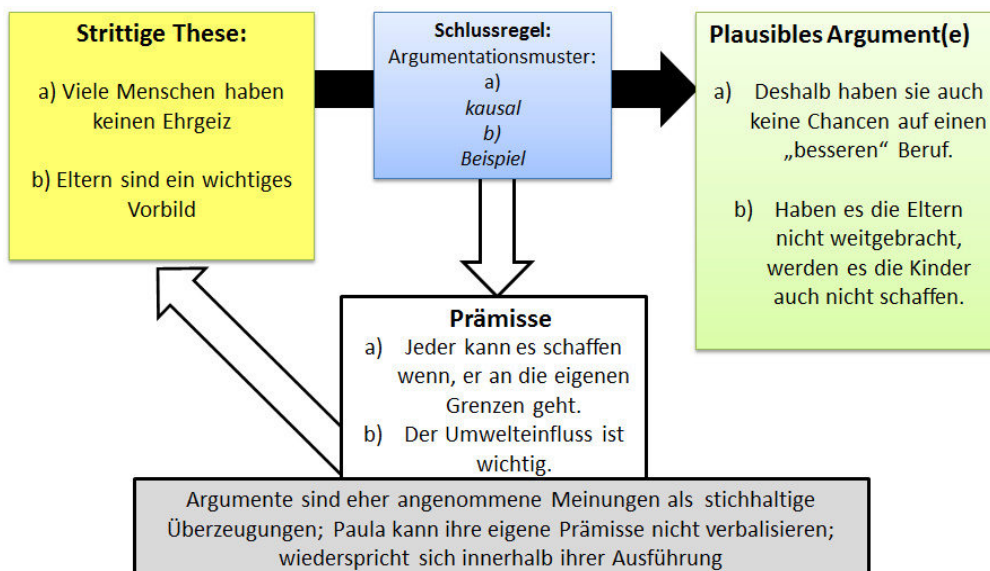 Strittige These:
a) Viele Menschen haben
keinen Ehrgeiz
b) Eltern sind ein wichtiges
Vorbild
Schlussregel:
Argumentationsmuster:
a)
kausal
b)
Beispiel
Plausibles Argument(e)
a) Deshalb haben sie auch
keine Chancen auf einen
„besseren“ Beruf.
b) Haben es die Eltern
nicht weitgebracht,
werden es die Kinder
auch nicht schaffen.
Prämisse
a) Jeder kann es schaffen
wenn, er an die eigenen
Grenzen geht.
b) Der Umwelteinfluss ist
wichtig.
Argumente sind eher angenommene Meinungen als stichhaltige
Überzeugungen; Paula kann ihre eigene Prämisse nicht verbalisieren;
wiederspricht sich innerhalb ihrer Ausführung